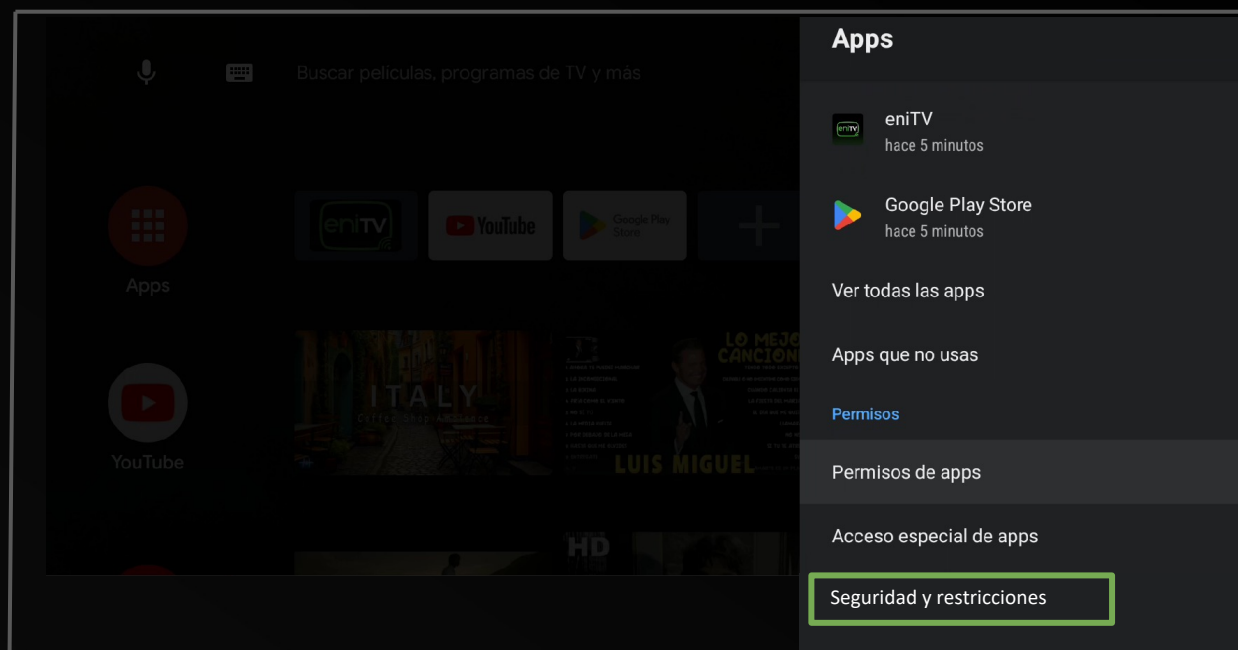 Apps
eniTV
hace 5 minutos
Google Play Store
hace 5 minutos
Ver todas las apps
Apps que no usas
Permisos
Permisos de apps
Acceso especial de apps
Seguridad y restricciones
Buscar películas, programas de TV y más
eniTV
YouTube
Google Play
Store
Apps
ITALY
LO MEJO
CANCION
LUIS MIGUEL
YouTube
HD